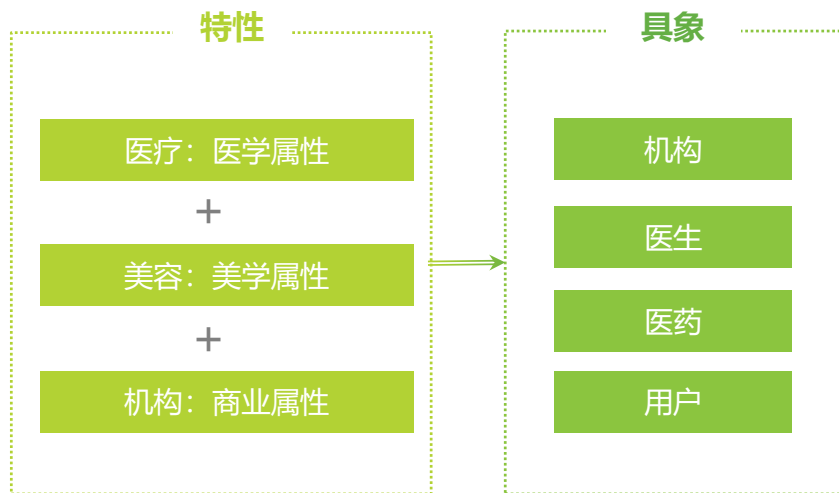 特性
医疗：医学属性
+
美容：美学属性
+
机构：商业属性
具象
机构
医生
医药
用户